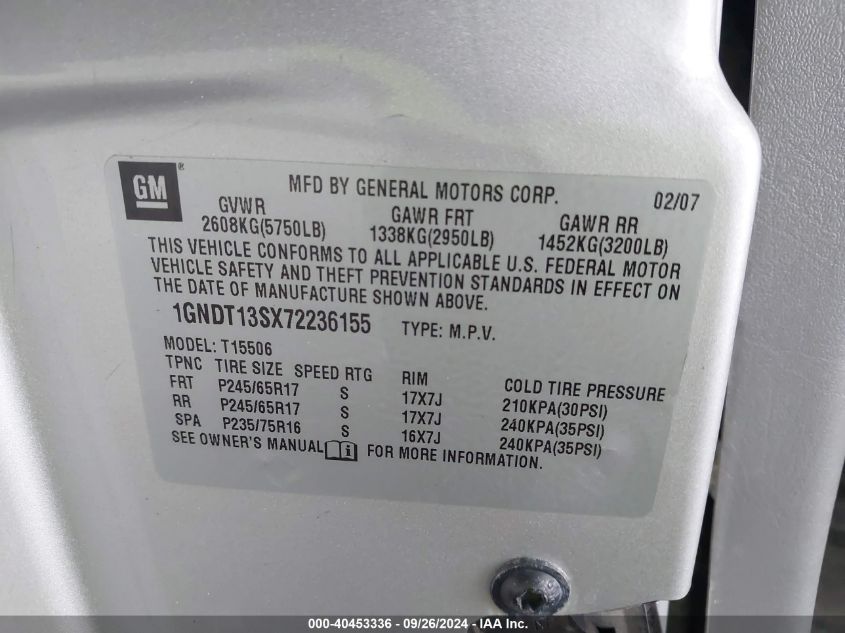 GM ® MFD BY GENERAL MOTORS CORP. 02/07
GVWR GAWR FRT GAWR RR
2608KG(5750LB) 1338KG(2950LB) 1452KG(3200LB)
THIS VEHICLE CONFORMS TO ALL APPLICABLE U.S. FEDERAL MOTOR
VEHICLE SAFETY AND THEFT PREVENTION STANDARDS IN EFFECT ON
THE DATE OF MANUFACTURE SHOWN ABOVE.
1GNDT13SX72236155 TYPE: M.P.V.
MODEL: T15506
TPNC TIRE SIZE SPEED RTG RIM COLD TIRE PRESSURE
FRT P245/65R17 S 17X7J 210KPA(30PSI)
RR P245/65R17 S 17X7J 240KPA(35PSI)
SPA P235/75R16 S 16X7J 240KPA(35PSI)
SEE OWNER'S MANUAL i FOR MORE INFORMATION.
000-40453336 - 09/26/2024 - IAA Inc.